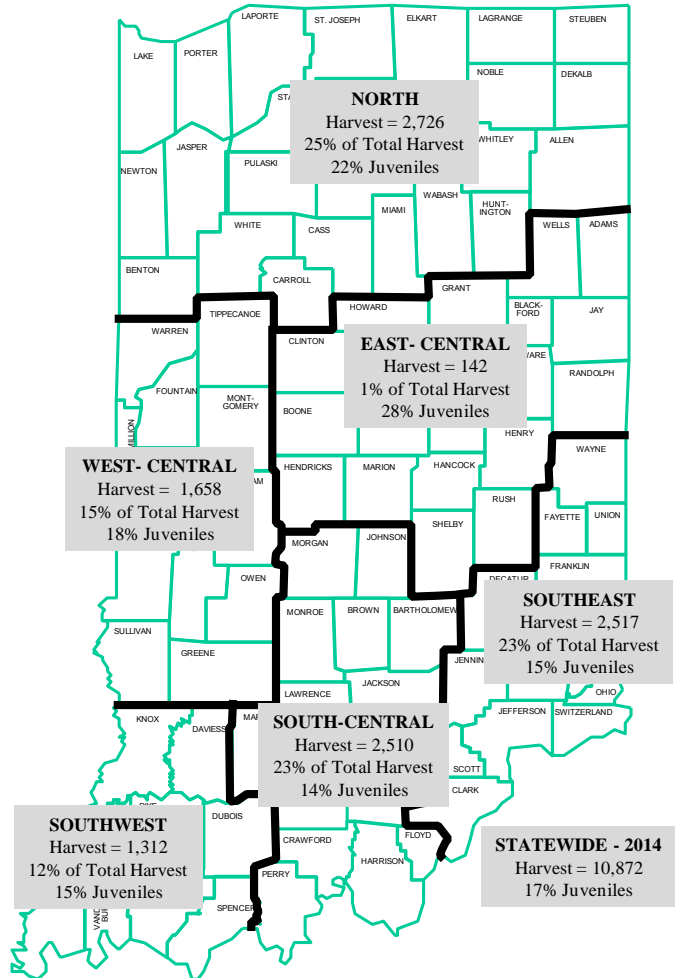 LAPORTE
ST. JOSEPH
ELKART
LAGRANGE
STEUBEN
LAKE
PORTER
NOBLE
DEKALB
NORTH
Harvest = 2,726
25% of Total Harvest
22% Juveniles
JASPER
NEWTON
PULASKI
WHITLEY
ALLEN
WABASH
MIAMI
HUNT-
INGTON
WHITE
CASS
WELLS
ADAMS
BENTON
CARROLL
GRANT
HOWARD
TIPPECANOE
WARREN
CLINTON
BLACK-
FORD
JAY
EAST- CENTRAL
Harvest = 142
1% of Total Harvest
28% Juveniles
RANDOLPH
FOUNTAIN
MONT-
GOMERY
BOONE
HENRY
WAYNE
WEST- CENTRAL
Harvest = 1,658
15% of Total Harvest
18% Juveniles
HENDRICKS
MARION
HANCOCK
RUSH
FAYETTE
UNION
SHELBY
MORGAN
JOHNSON
FRANKLIN
OWEN
DECATUR
MONROE
BROWN
BARTHOLOMEW
SOUTHEAST
Harvest = 2,517
23% of Total Harvest
15% Juveniles
SULLIVAN
GREENE
JACKSON
LAWRENCE
OHIO
JEFFERSON
SWITZERLAND
KNOX
DAVIESS
SOUTH-CENTRAL
Harvest = 2,510
23% of Total Harvest
14% Juveniles
SCOTT
CLARK
SOUTHWEST
Harvest = 1,312
12% of Total Harvest
15% Juveniles
DUBOIS
CRAWFORD
FLOYD
HARRISON
PERRY
SPENCER
STATEWIDE - 2014
Harvest = 10,872
17% Juveniles